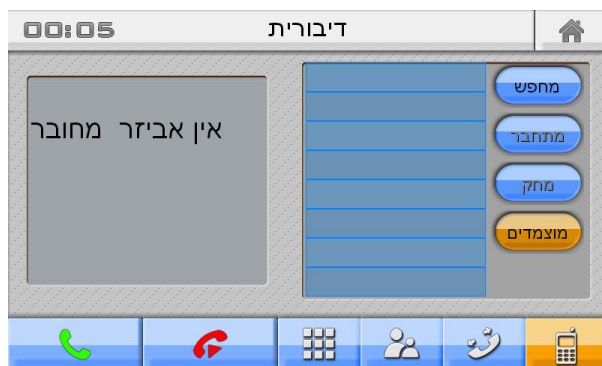 00:05
דיבורית
אין אביזר מחובר
מחפש
מתחבר
מחק
מוצמדים